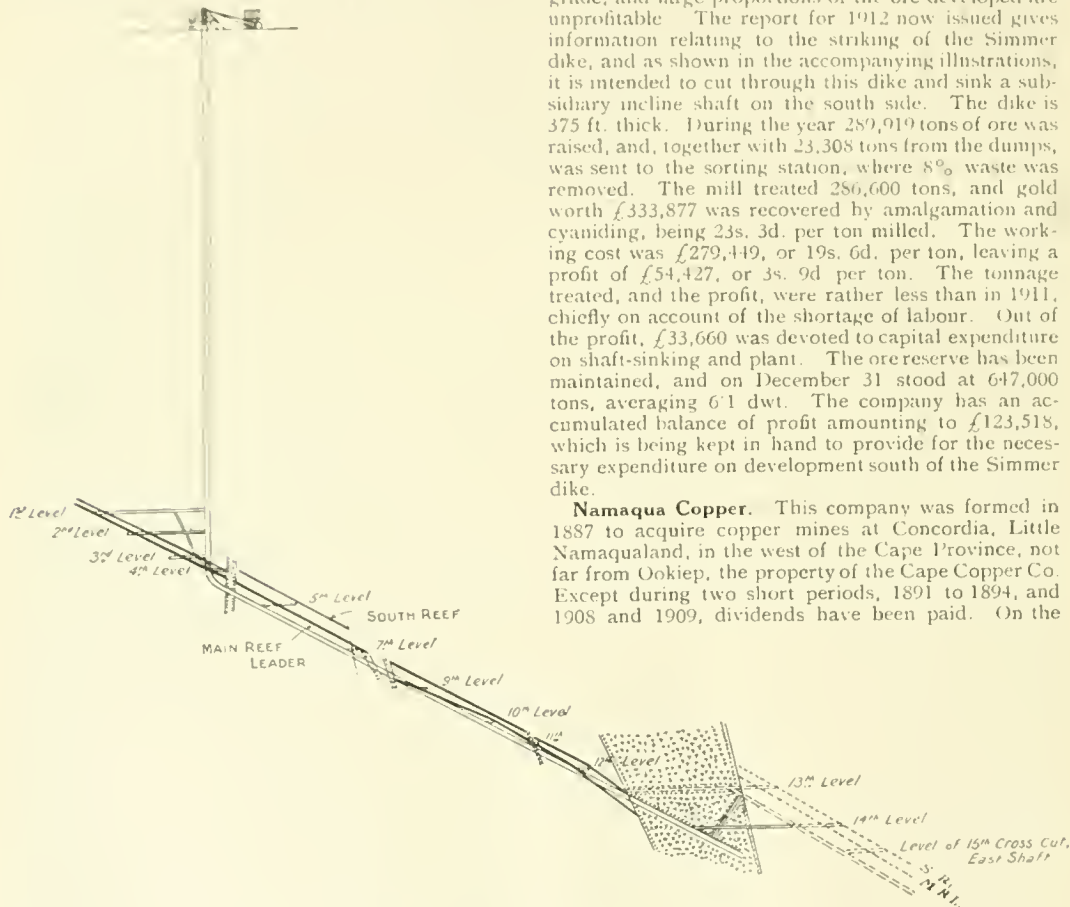 grade, and large proportions of the ore developed are
unprofitable The report for 1912 now issued gives
information relating to the striking of the Simmer
dike, and as shown in the accompanying illustrations,
it is intended to cut through this dike and sink a sub-
sidiary incline shaft on the south side. The dike is
375 ft. thick. During the year 289,919 tons of ore was
raised, and, together with 23,308 tons from the dumps,
was sent to the sorting station, where 8% waste was
removed. The mill treated 286,600 tons, and gold
worth £333,877 was recovered by amalgamation and
cyaniding, being 23s. 3d. per ton milled. The work-
ing cost was £279,449, or 19s. 6d. per ton, leaving a
profit of £54,427, or 3s. 9d per ton. The tonnage
treated, and the profit, were rather less than in 1911,
chiefly on account of the shortage of labour. Out of
the profit, £33,660 was devoted to capital expenditure
on shaft-sinking and plant. The ore reserve has been
maintained, and on December 31 stood at 647,000
tons, averaging 6·1 dwt. The company has an ac-
cumulated balance of profit amounting to £123,518,
which is being kept in hand to provide for the neces-
sary expenditure on development south of the Simmer
dike.
Namaqua Copper. This company was formed in
1887 to acquire copper mines at Concordia, Little
Namaqualand, in the west of the Cape Province, not
far from Ookiep, the property of the Cape Copper Co.
Except during two short periods, 1891 to 1894, and
1908 and 1909, dividends have been paid. On the
1st Level
2nd Level
3rd Level
4th Level
5th Level
SOUTH REEF
MAIN REEF
LEADER
7th Level
9th Level
10th Level
11th
12th Level
13th Level
14th Level
Level of 15th Cross Cut,
East Shaft
S. R.
M. R. L.